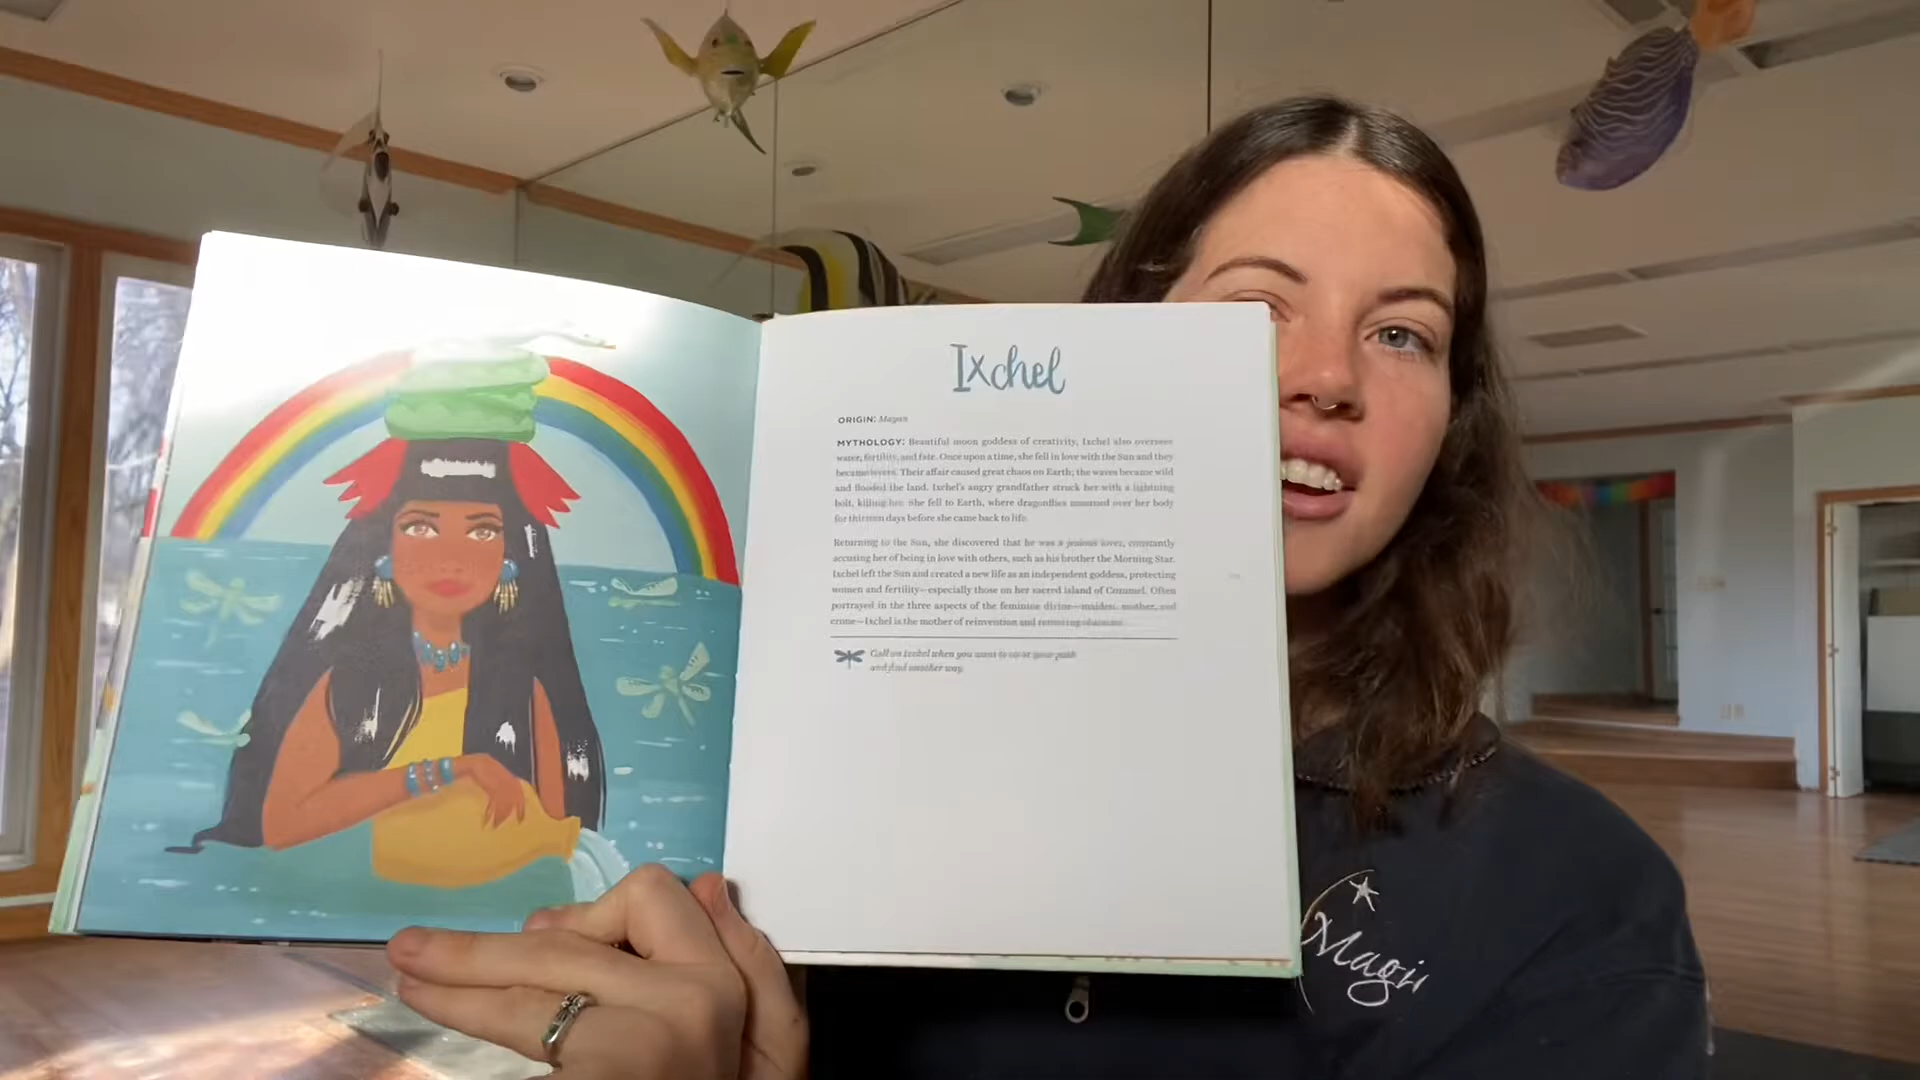 Ixchel
ORIGIN: Mayan
MYTHOLOGY: Beautiful moon goddess of creativity, Ixchel also oversees
water, fertility, and fate. Once upon a time, she fell in love with the Sun and they
became lovers. Their affair caused great chaos on Earth; the waves became wild
and flooded the land. Ixchel's angry grandfather struck her with a lightning
bolt, killing her. She fell to Earth, where dragonflies mourned over her body
for thirteen days before she came back to life.
Returning to the Sun, she discovered that he was a jealous lover, constantly
accusing her of being in love with others, such as his brother the Morning Star.
Ixchel left the Sun and created a new life as an independent goddess, protecting
women and fertility—especially those on her sacred island of Cozumel. Often
portrayed in the three aspects of the feminine divine—maiden, mother, and
crone—Ixchel is the mother of reinvention and removing obstacles.
Call on Ixchel when you want to your path
and find another way.
Magic